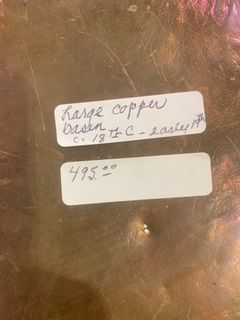 Large copper
basin
c. 18th C - early 19th
495.00